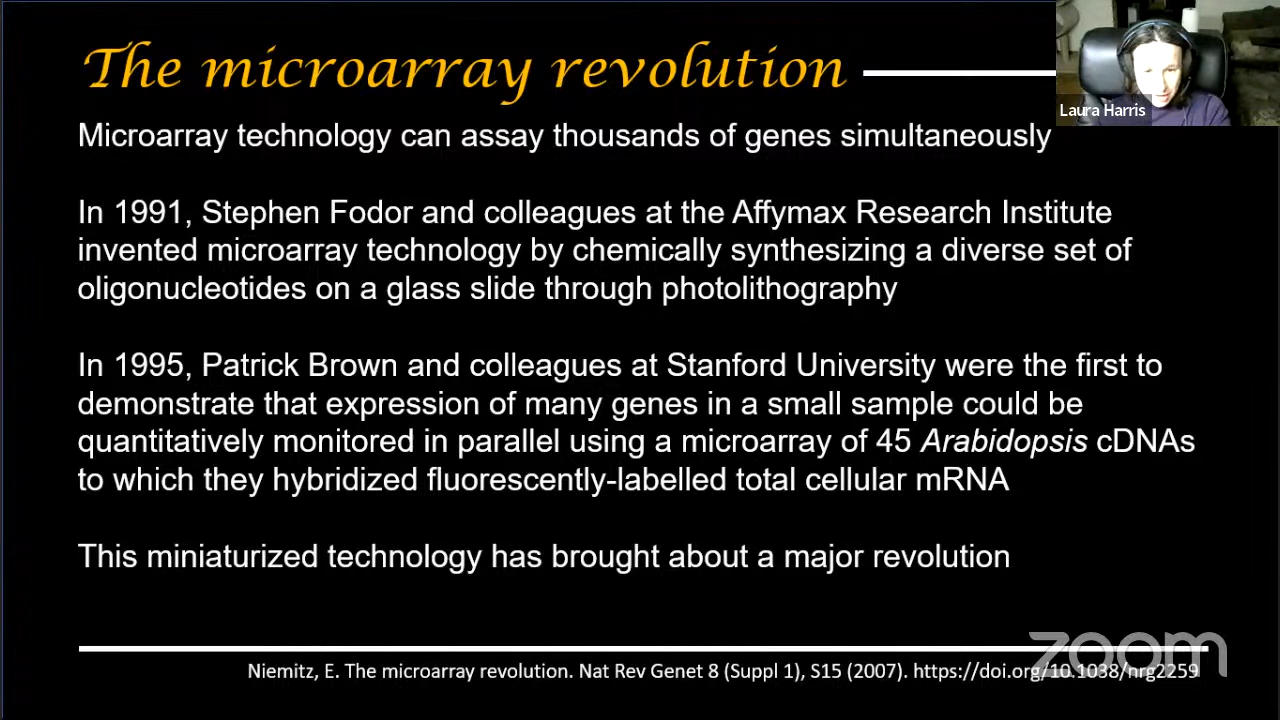 The microarray revolution
Laura Harris
Microarray technology can assay thousands of genes simultaneously
In 1991, Stephen Fodor and colleagues at the Affymax Research Institute
invented microarray technology by chemically synthesizing a diverse set of
oligonucleotides on a glass slide through photolithography
In 1995, Patrick Brown and colleagues at Stanford University were the first to
demonstrate that expression of many genes in a small sample could be
quantitatively monitored in parallel using a microarray of 45 Arabidopsis cDNAs
to which they hybridized fluorescently-labelled total cellular mRNA
This miniaturized technology has brought about a major revolution
zoom
Niemitz, E. The microarray revolution. Nat Rev Genet 8 (Suppl 1), S15 (2007). https://doi.org/10.1038/nrg2259